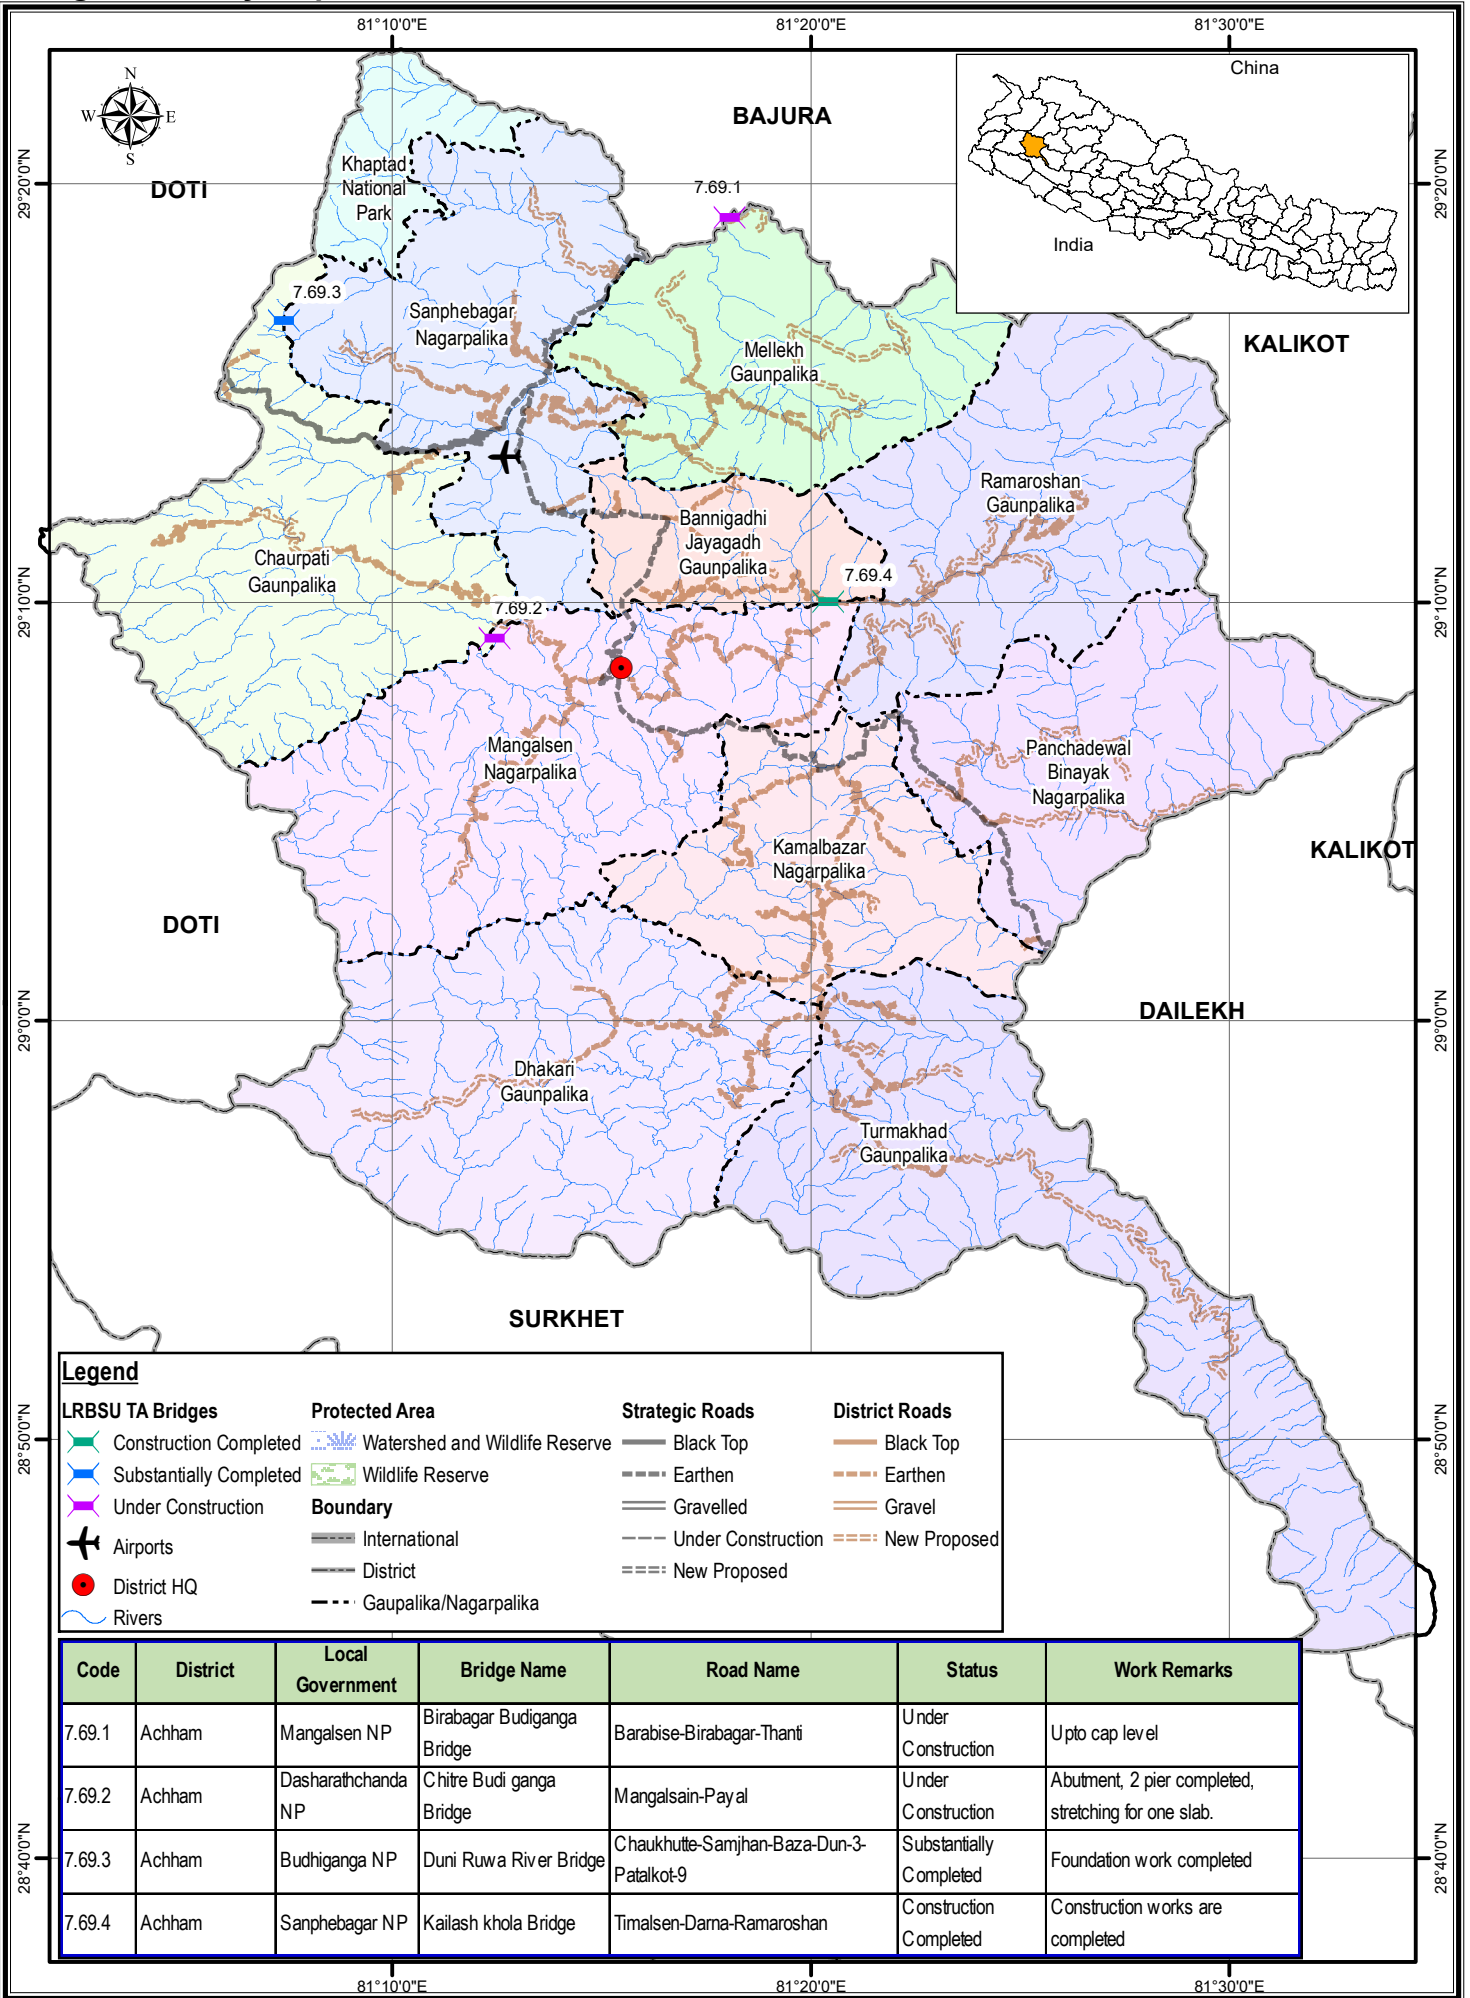 81°10'0"E
81°20'0"E
81°30'0"E
N
W
E
S
China
India
BAJURA
DOTI
29°20'0"N
29°20'0"N
Khaptad
National
Park
7.69.1
7.69.3
Sanphebagar
Nagarpalika
KALIKOT
Mellekh
Gaunpalika
Ramaroshan
Gaunpalika
Bannigadhi
Jayagadh
Gaunpalika
Chaurpati
Gaunpalika
7.69.4
7.69.2
29°10'0"N
29°10'0"N
Mangalsen
Nagarpalika
Panchadewal
Binayak
Nagarpalika
Kamalbazar
Nagarpalika
KALIKOT
DOTI
DAILEKH
29°0'0"N
29°0'0"N
Dhakari
Gaunpalika
Turmakhad
Gaunpalika
SURKHET
28°50'0"N
28°50'0"N
Legend
LRBSU TA Bridges
Construction Completed
Substantially Completed
Under Construction
Airports
District HQ
Rivers
Protected Area
Watershed and Wildlife Reserve
Wildlife Reserve
Boundary
International
District
Gaupalika/Nagarpalika
Strategic Roads
Black Top
Earthen
Gravelled
Under Construction
New Proposed
District Roads
Black Top
Earthen
Gravel
New Proposed
Code District Local Government Bridge Name Road Name Status Work Remarks
7.69.1 Achham Mangalsen NP Birabagar Budiganga Bridge Barabise-Birabagar-Thanti Under Construction Upto cap level
7.69.2 Achham Dasharathchanda NP Chitre Budi ganga Bridge Mangalsain-Payal Under Construction Abutment, 2 pier completed, stretching for one slab.
7.69.3 Achham Budhiganga NP Duni Ruwa River Bridge Chaukhutte-Samjhan-Baza-Dun-3-Patalkot-9 Substantially Completed Foundation work completed
7.69.4 Achham Sanphebagar NP Kailash khola Bridge Timalsen-Darna-Ramaroshan Construction Completed Construction works are completed
28°40'0"N
28°40'0"N
81°10'0"E
81°20'0"E
81°30'0"E